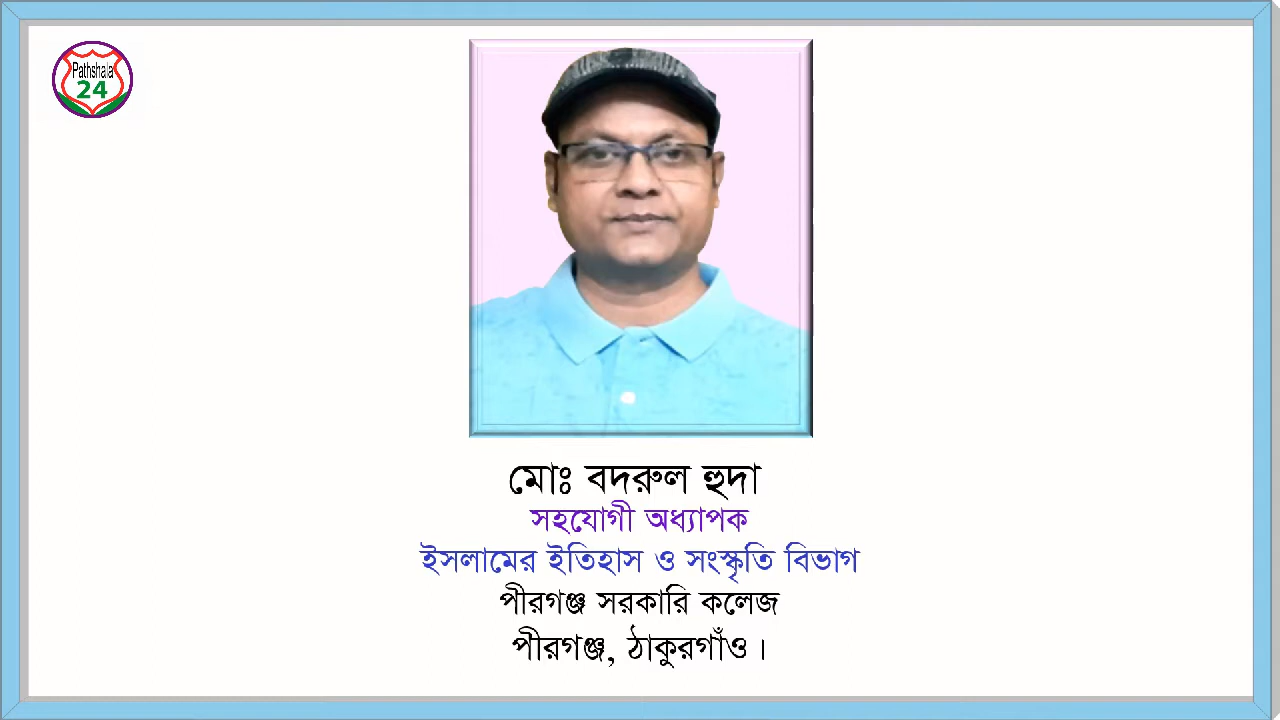 Pathshala
24
মোঃ বদরুল হুদা
সহযোগী অধ্যাপক
ইসলামের ইতিহাস ও সংস্কৃতি বিভাগ
পীরগঞ্জ সরকারি কলেজ
পীরগঞ্জ, ঠাকুরগাঁও।